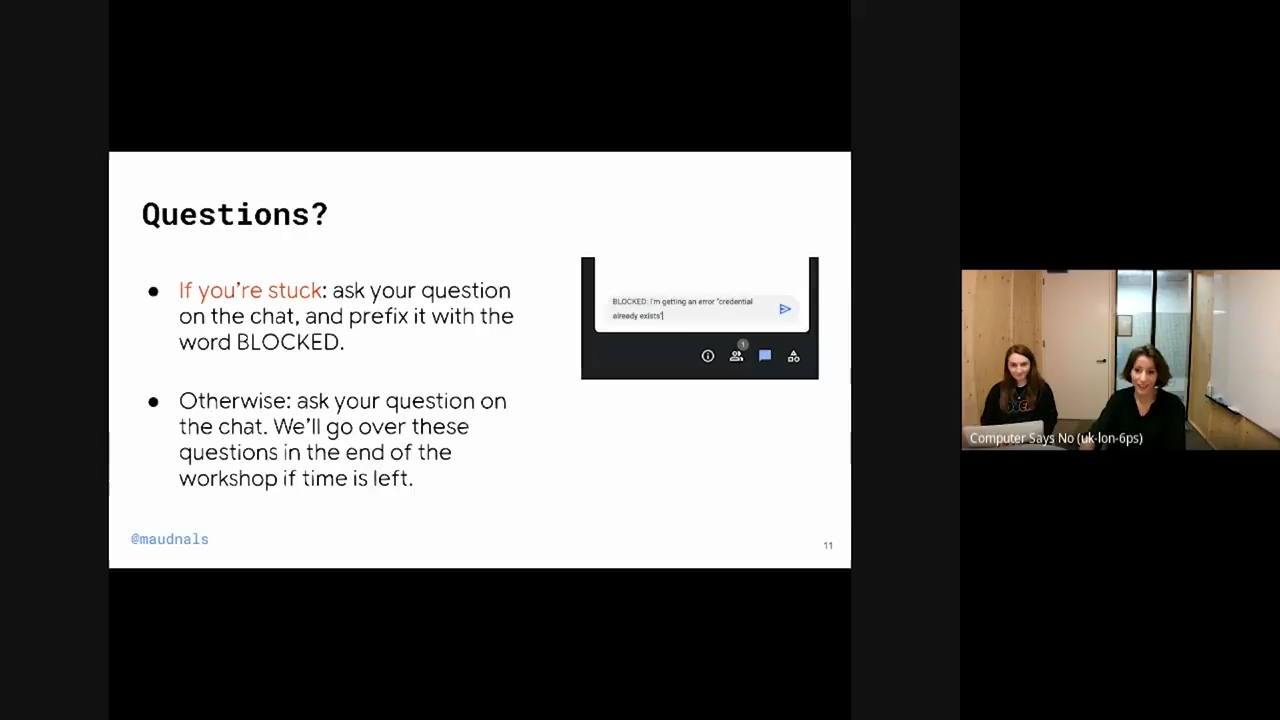 Questions?
● If you're stuck: ask your question
on the chat, and prefix it with the
word BLOCKED.
● Otherwise: ask your question on
the chat. We'll go over these
questions in the end of the
workshop if time is left.
BLOCKED: I'm getting an error "credential
already exists"
1
@maudnals
11
Computer Says No (uk-lon-6ps)